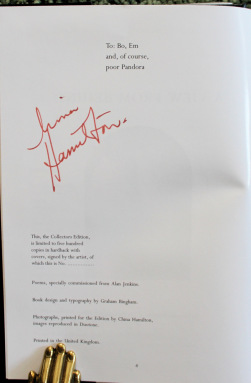 To: Bo, Em
and, of course,
poor Pandora
China
Hamilton.
This, the Collectors Edition,
is limited to five hundred
copies in hardback with
covers, signed by the artist, of
which this is No. ..............
Poems, specially commissioned from Alan Jenkins.
Book design and typography by Graham Bingham.
Photographs, printed for the Edition by China Hamilton,
images reproduced in Duotone.
Printed in the United Kingdom.